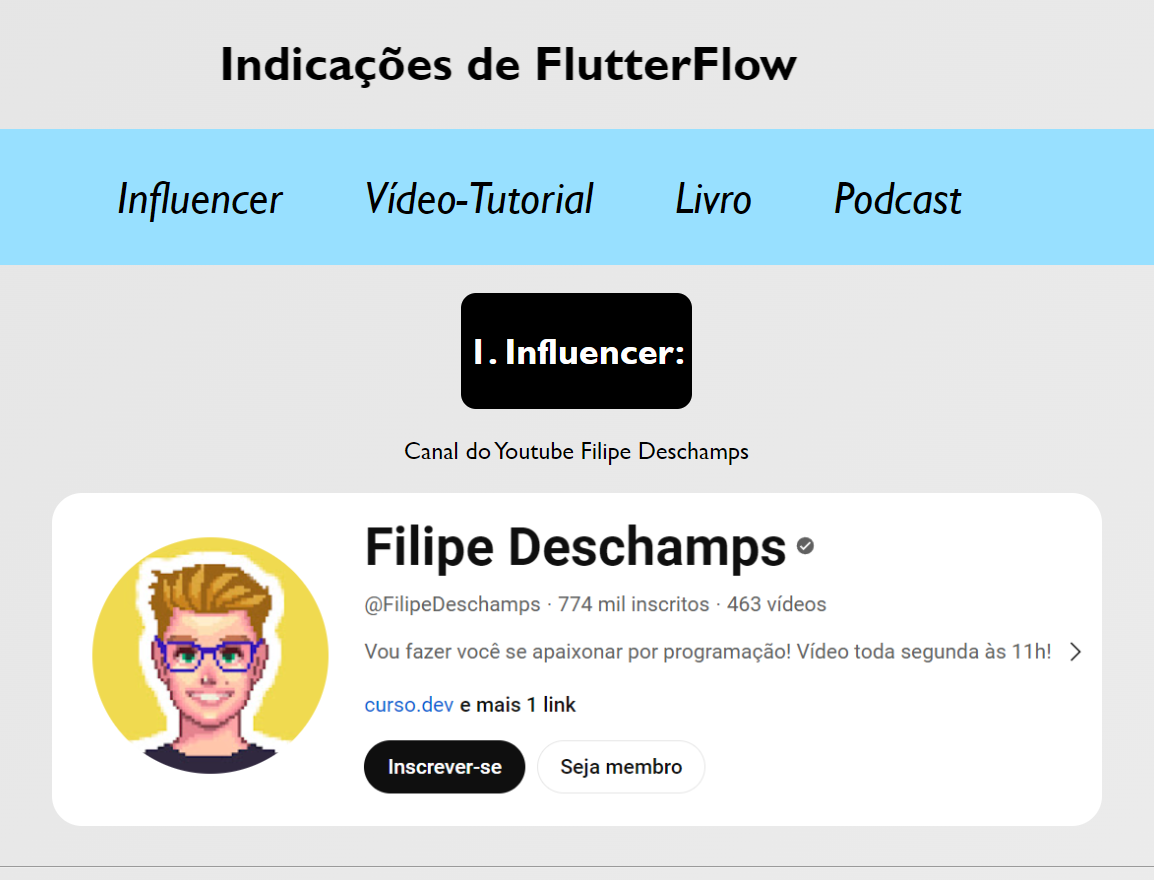 Indicações de FlutterFlow
Influencer Vídeo-Tutorial Livro Podcast
1. Influencer:
Canal do Youtube Filipe Deschamps
Filipe Deschamps
@FilipeDeschamps · 774 mil inscritos · 463 vídeos
Vou fazer você se apaixonar por programação! Vídeo toda segunda às 11h!
curso.dev e mais 1 link
Inscrever-se Seja membro